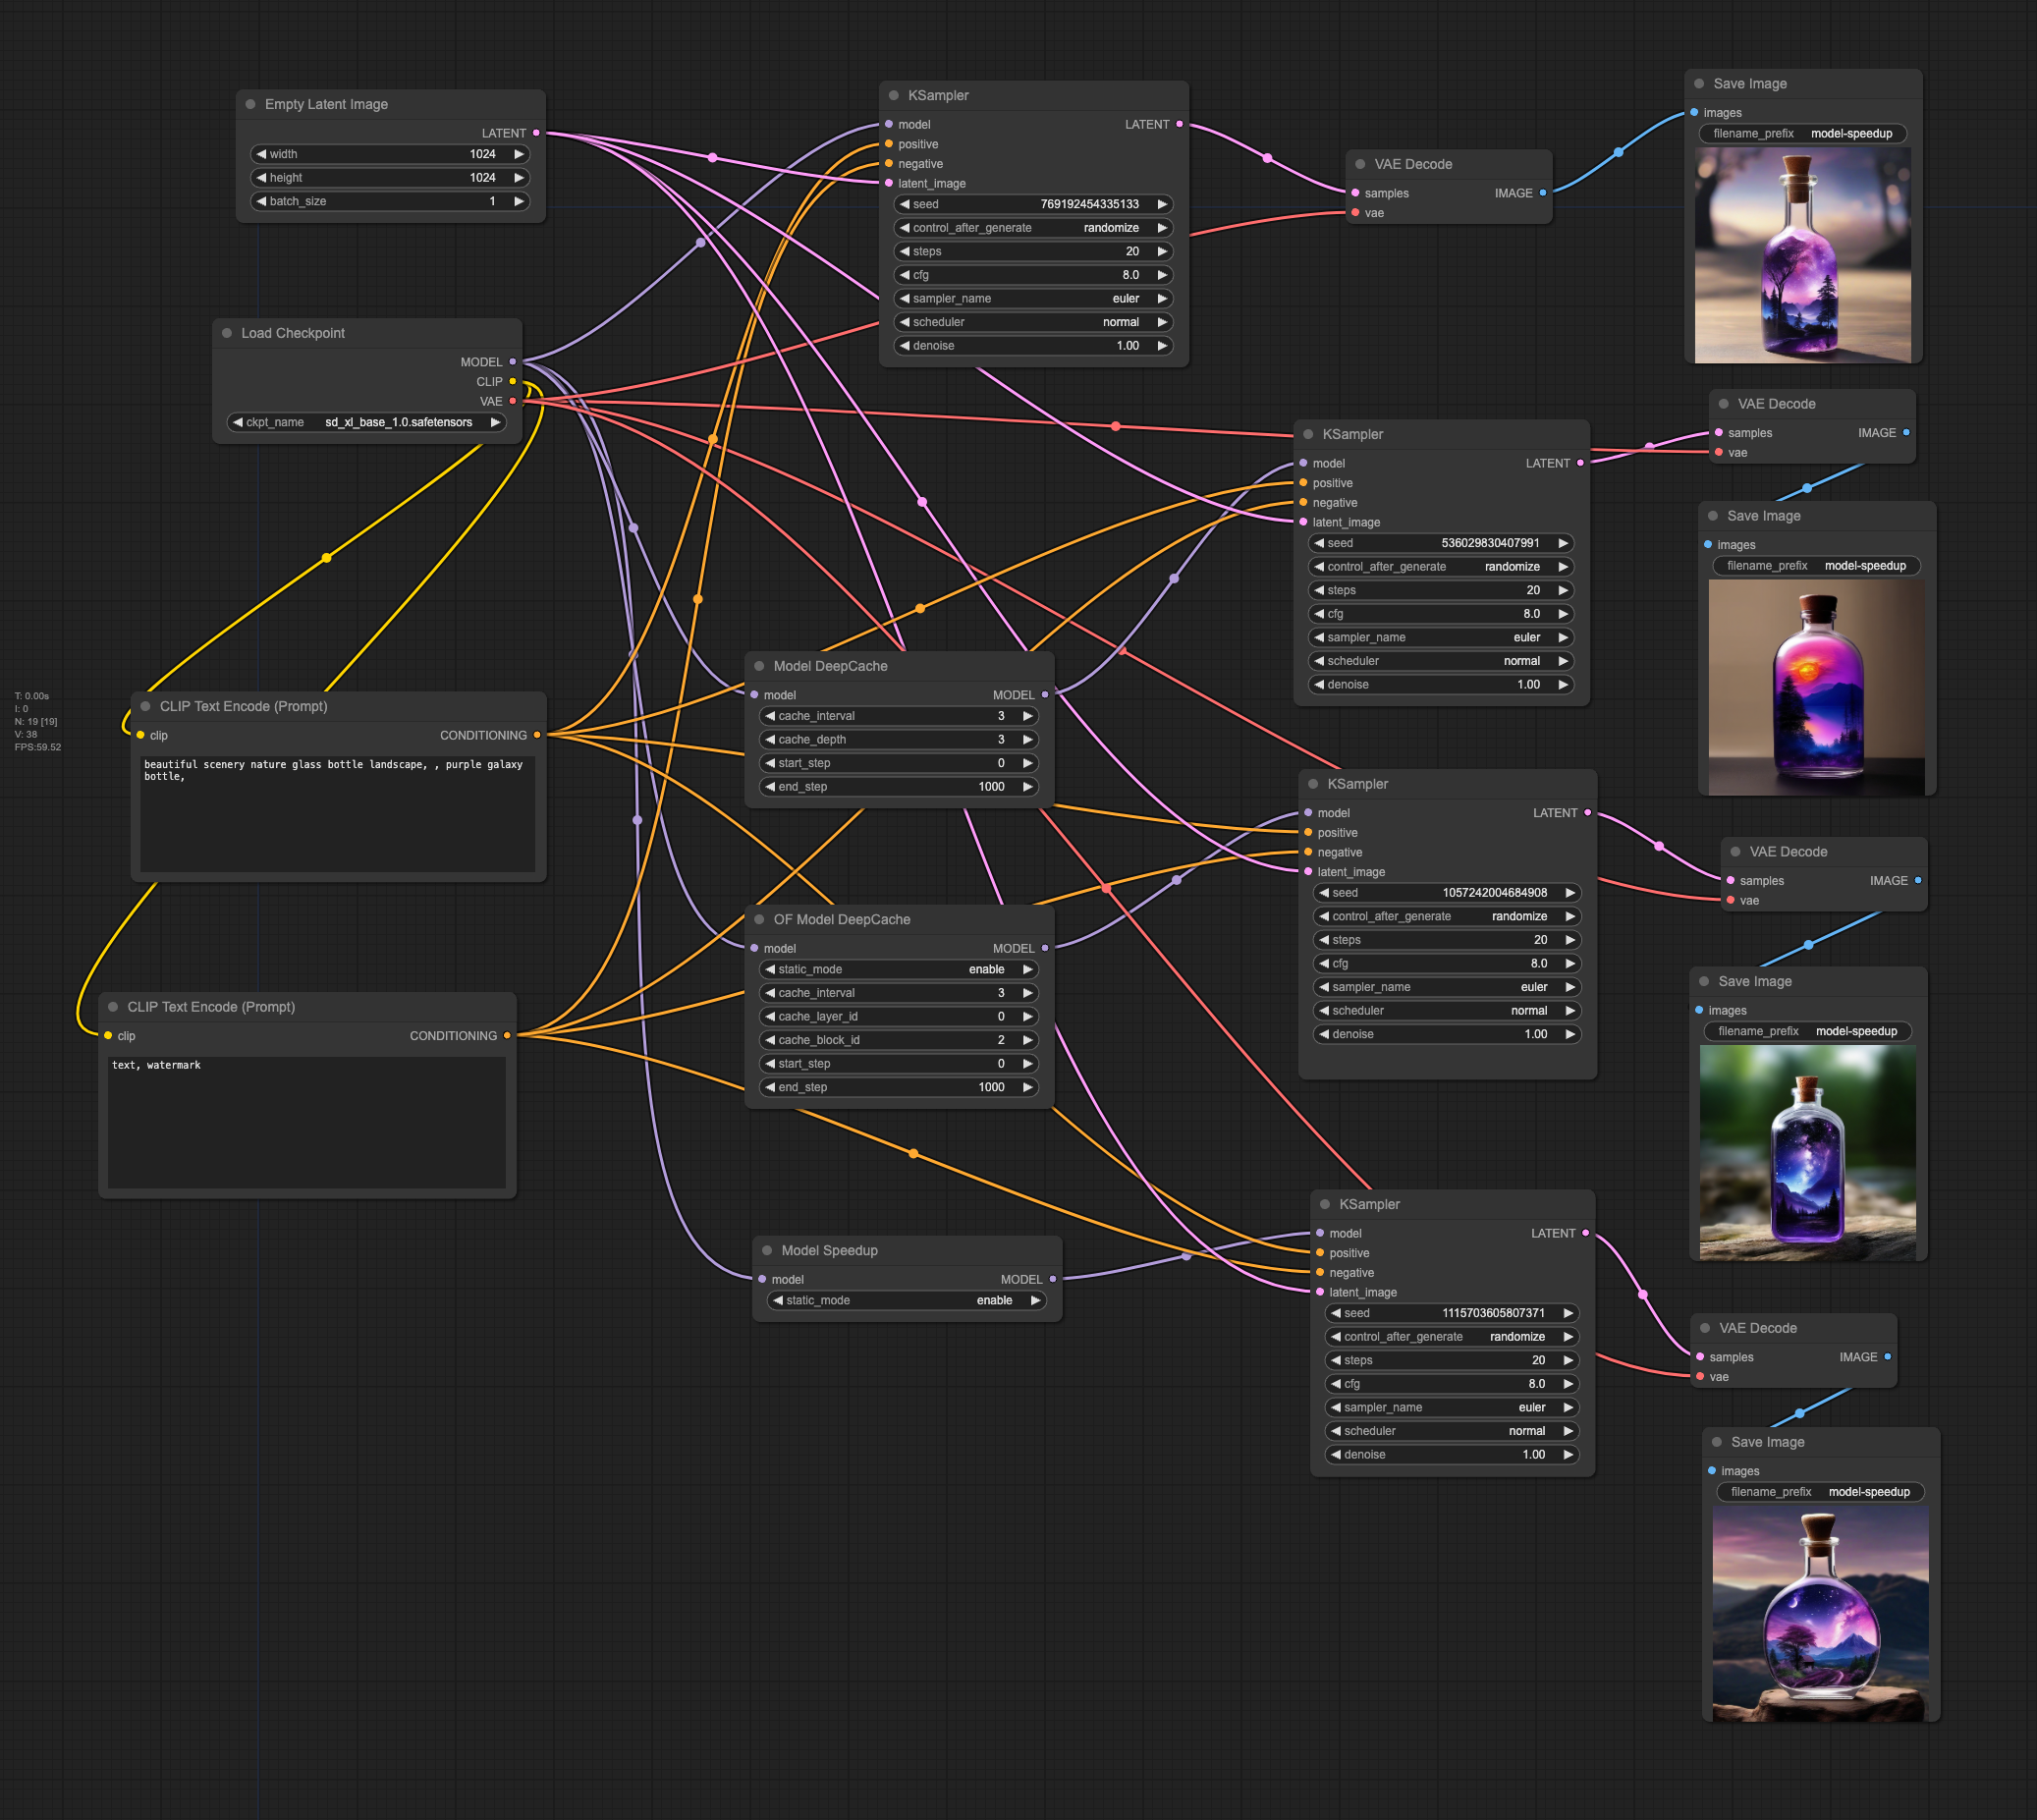 Empty Latent Image
LATENT
width 1024
height 1024
batch_size 1
Load Checkpoint
MODEL
CLIP
VAE
ckpt_name sd_xl_base_1.0.safetensors
T: 0.00s
I: 0
N: 19 [19]
V: 38
FPS:59.52
CLIP Text Encode (Prompt)
clip CONDITIONING
beautiful scenery nature glass bottle landscape, , purple galaxy
bottle,
CLIP Text Encode (Prompt)
clip CONDITIONING
text, watermark
KSampler
model LATENT
positive
negative
latent_image
seed 769192454335133
control_after_generate randomize
steps 20
cfg 8.0
sampler_name euler
scheduler normal
denoise 1.00
VAE Decode
samples IMAGE
vae
Save Image
images
filename_prefix model-speedup
Model DeepCache
model MODEL
cache_interval 3
cache_depth 3
start_step 0
end_step 1000
KSampler
model LATENT
positive
negative
latent_image
seed 536029830407991
control_after_generate randomize
steps 20
cfg 8.0
sampler_name euler
scheduler normal
denoise 1.00
VAE Decode
samples IMAGE
vae
Save Image
images
filename_prefix model-speedup
OF Model DeepCache
model MODEL
static_mode enable
cache_interval 3
cache_layer_id 0
cache_block_id 2
start_step 0
end_step 1000
KSampler
model LATENT
positive
negative
latent_image
seed 1057242004684908
control_after_generate randomize
steps 20
cfg 8.0
sampler_name euler
scheduler normal
denoise 1.00
VAE Decode
samples IMAGE
vae
Save Image
images
filename_prefix model-speedup
Model Speedup
model MODEL
static_mode enable
KSampler
model LATENT
positive
negative
latent_image
seed 1115703605807371
control_after_generate randomize
steps 20
cfg 8.0
sampler_name euler
scheduler normal
denoise 1.00
VAE Decode
samples IMAGE
vae
Save Image
images
filename_prefix model-speedup